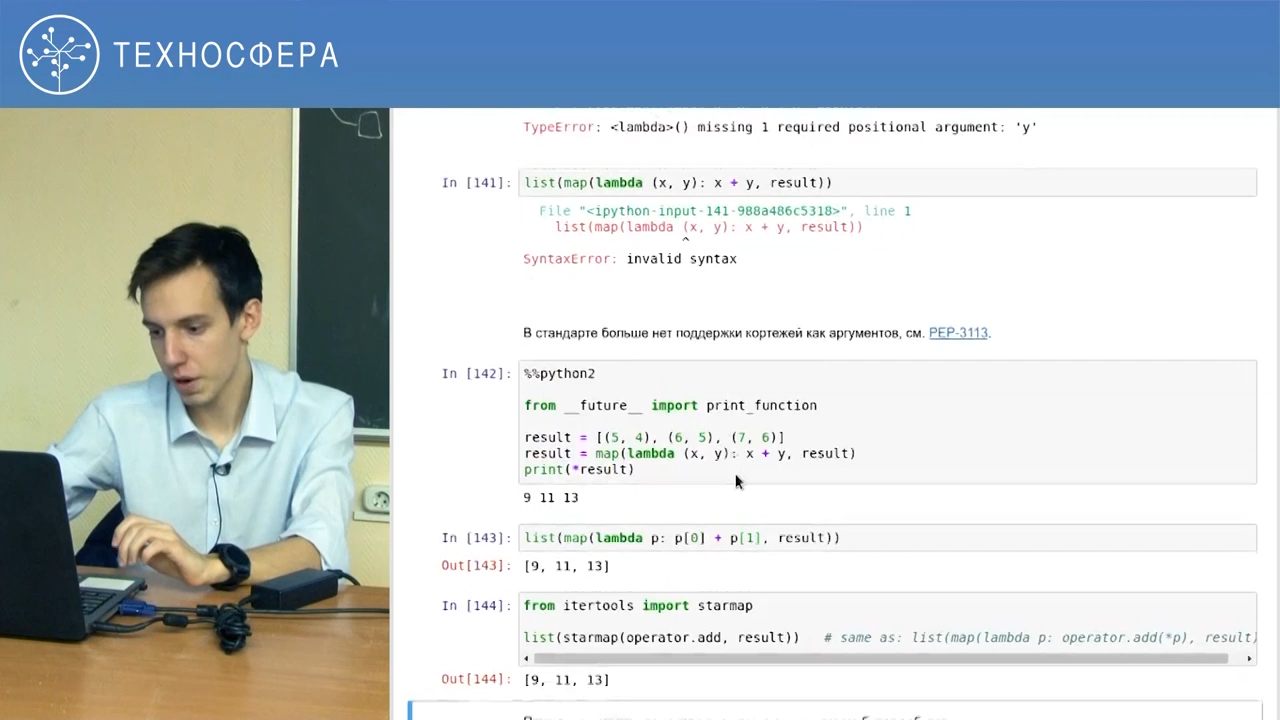 ТЕХНОСФЕРА
TypeError: <lambda>() missing 1 required positional argument: 'y'
In [141]: list(map(lambda (x, y): x + y, result))
File "<ipython-input-141-988a486c5318>", line 1
list(map(lambda (x, y): x + y, result))
^
SyntaxError: invalid syntax
В стандарте больше нет поддержки кортежей как аргументов, см. PEP-3113.
In [142]: %%python2
from __future__ import print_function
result = [(5, 4), (6, 5), (7, 6)]
result = map(lambda (x, y): x + y, result)
print(*result)
9 11 13
In [143]: list(map(lambda p: p[0] + p[1], result))
Out[143]: [9, 11, 13]
In [144]: from itertools import starmap
list(starmap(operator.add, result)) # same as: list(map(lambda p: operator.add(*p), result)
Out[144]: [9, 11, 13]